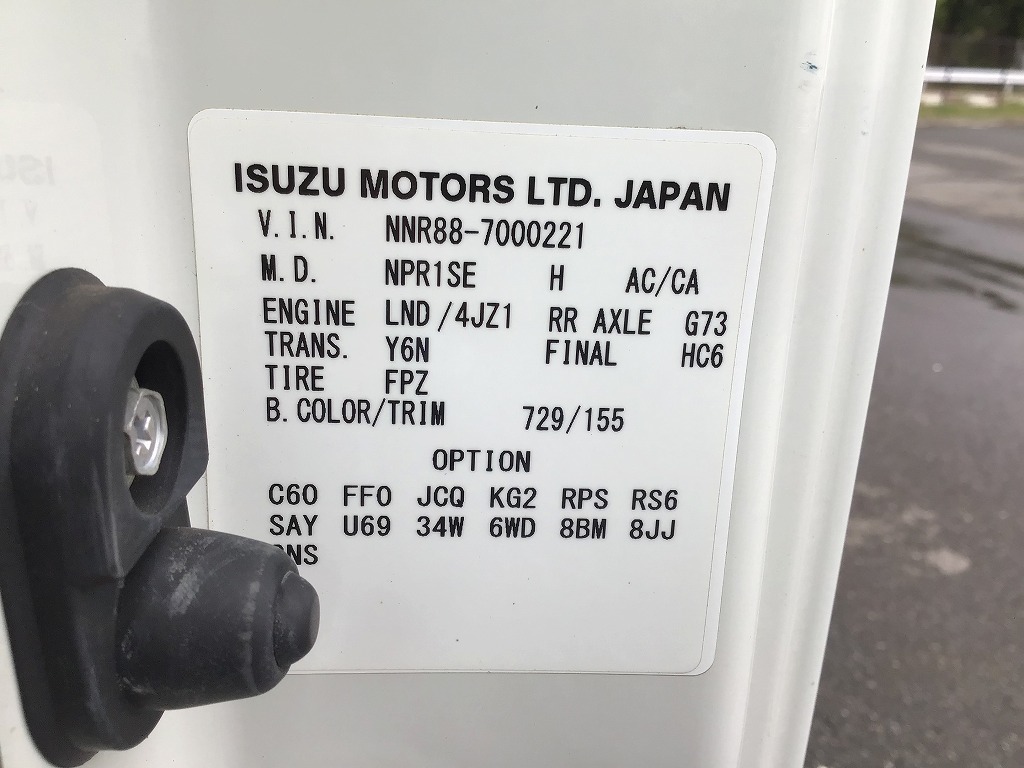 ISUZU MOTORS LTD. JAPAN
V.I.N. NNR88-7000221
M.D. NPR1SE H AC/CA
ENGINE LND/4JZ1 RR AXLE G73
TRANS. Y6N FINAL HC6
TIRE FPZ
B.COLOR/TRIM 729/155
OPTION
C60 FF0 JCQ KG2 RPS RS6
SAY U69 34W 6WD 8BM 8JJ